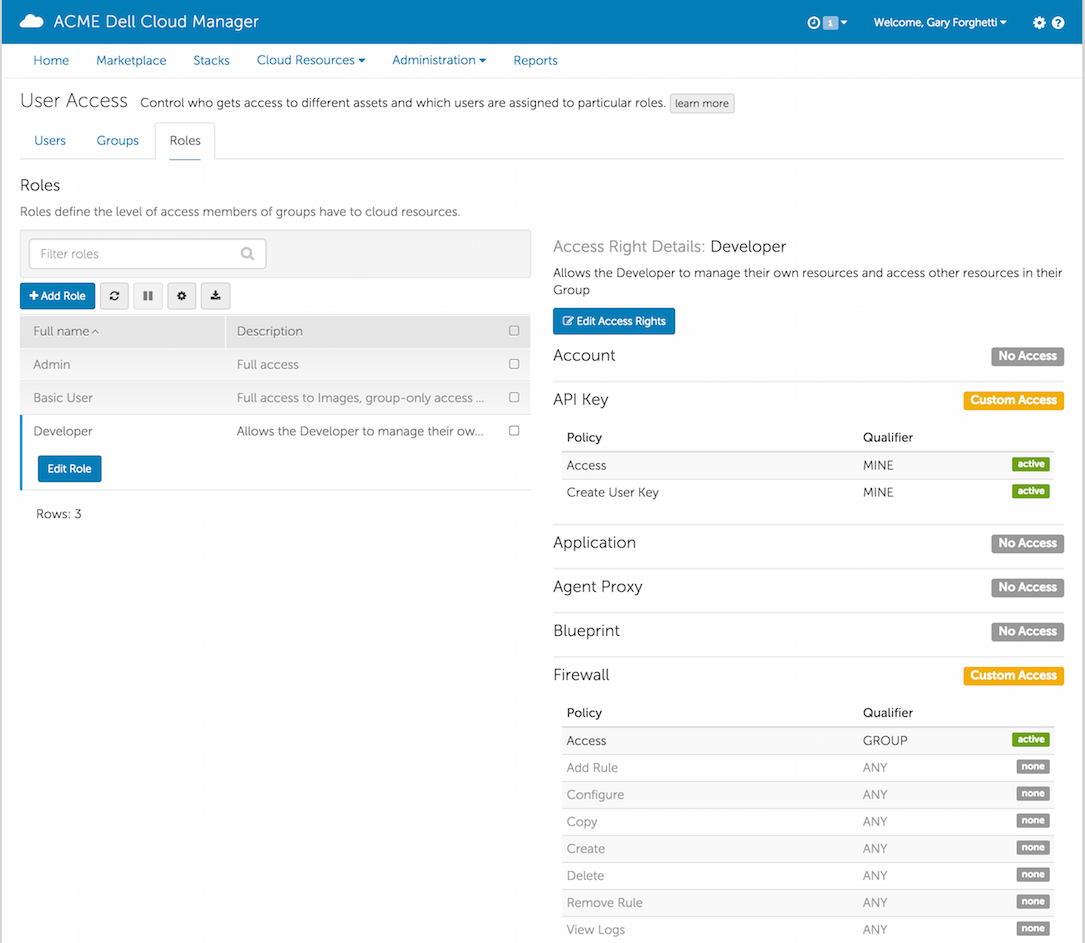 ACME Dell Cloud Manager
1
Welcome, Gary Forghetti
Home Marketplace Stacks Cloud Resources Administration Reports
User Access Control who gets access to different assets and which users are assigned to particular roles. learn more
Users Groups Roles
Roles
Roles define the level of access members of groups have to cloud resources.
Filter roles
+ Add Role
Full name Description
Admin Full access
Basic User Full access to Images, group-only access ...
Developer Allows the Developer to manage their ow...
Edit Role
Rows: 3
Access Right Details: Developer
Allows the Developer to manage their own resources and access other resources in their
Group
Edit Access Rights
Account No Access
API Key Custom Access
Policy Qualifier
Access MINE active
Create User Key MINE active
Application No Access
Agent Proxy No Access
Blueprint No Access
Firewall Custom Access
Policy Qualifier
Access GROUP active
Add Rule ANY none
Configure ANY none
Copy ANY none
Create ANY none
Delete ANY none
Remove Rule ANY none
View Logs ANY none